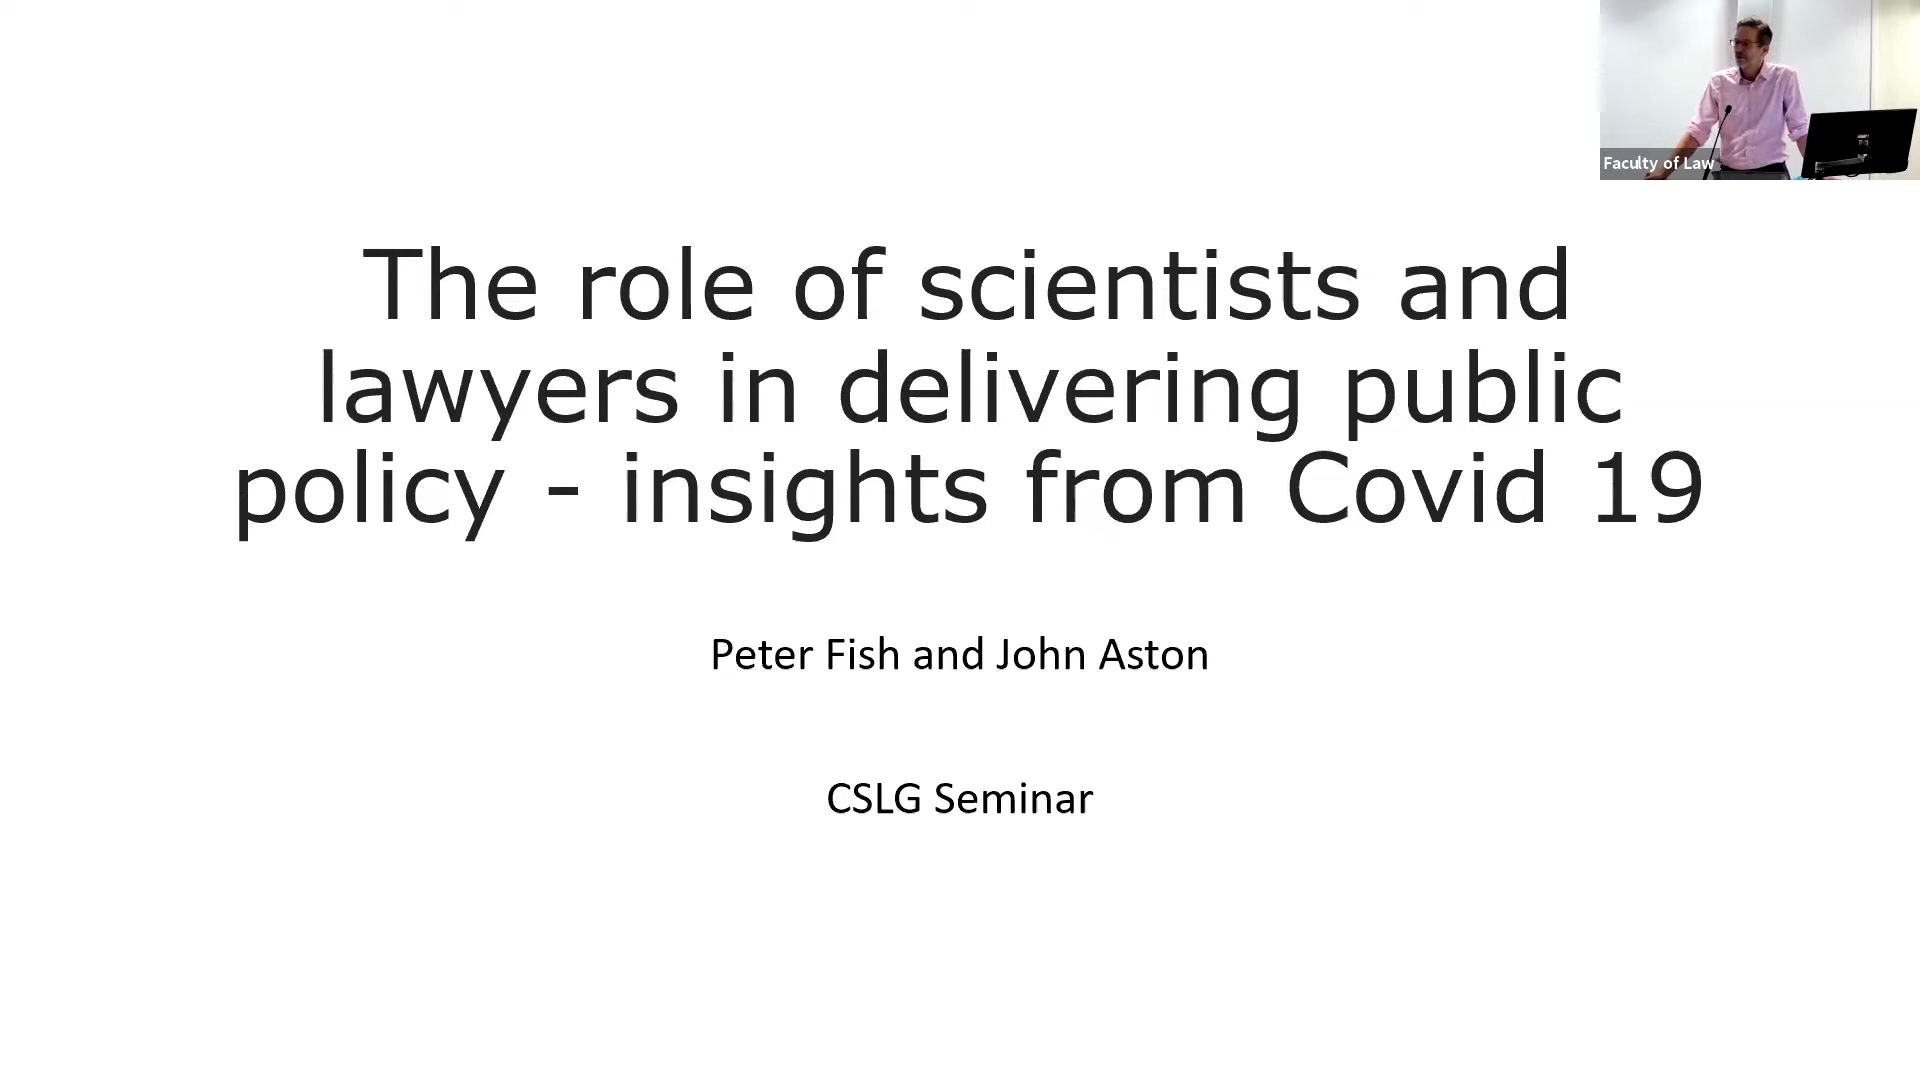 Faculty of Law
The role of scientists and
lawyers in delivering public
policy - insights from Covid 19
Peter Fish and John Aston
CSLG Seminar